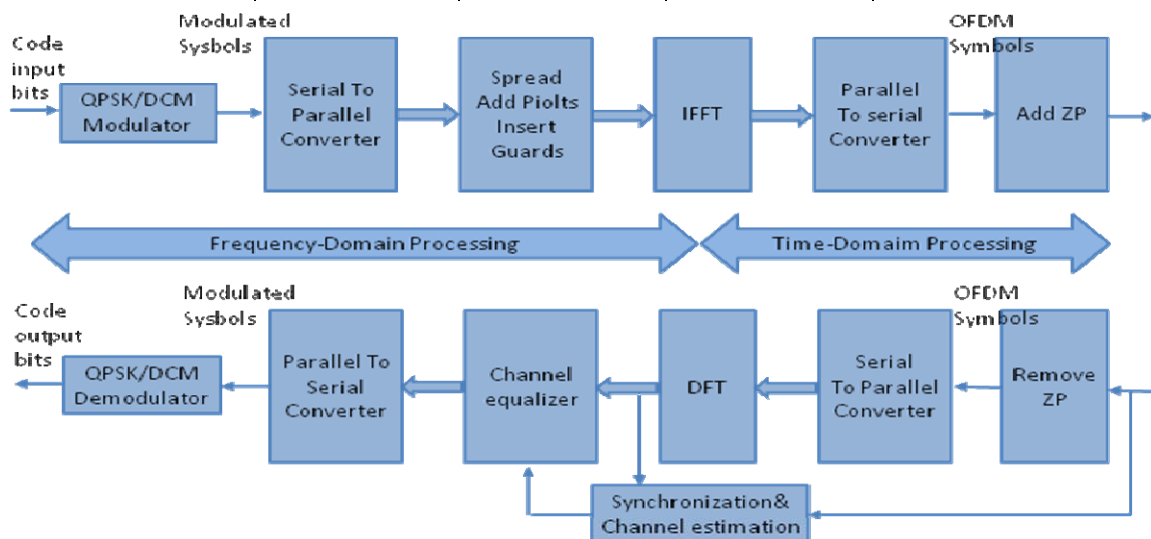 Modulated
Sysbols
OFDM
Symbols
Code
input
bits
QPSK/DCM
Modulator
Serial To
Parallel
Converter
Spread
Add Piolts
Insert
Guards
IFFT
Parallel
To serial
Converter
Add ZP
Frequency-Domain Processing
Time-Domaim Processing
Modulated
Sysbols
OFDM
Symbols
Code
output
bits
QPSK/DCM
Demodulator
Parallel To
Serial
Converter
Channel
equalizer
DFT
Serial
To Parallel
Converter
Remove
ZP
Synchronization&
Channel estimation